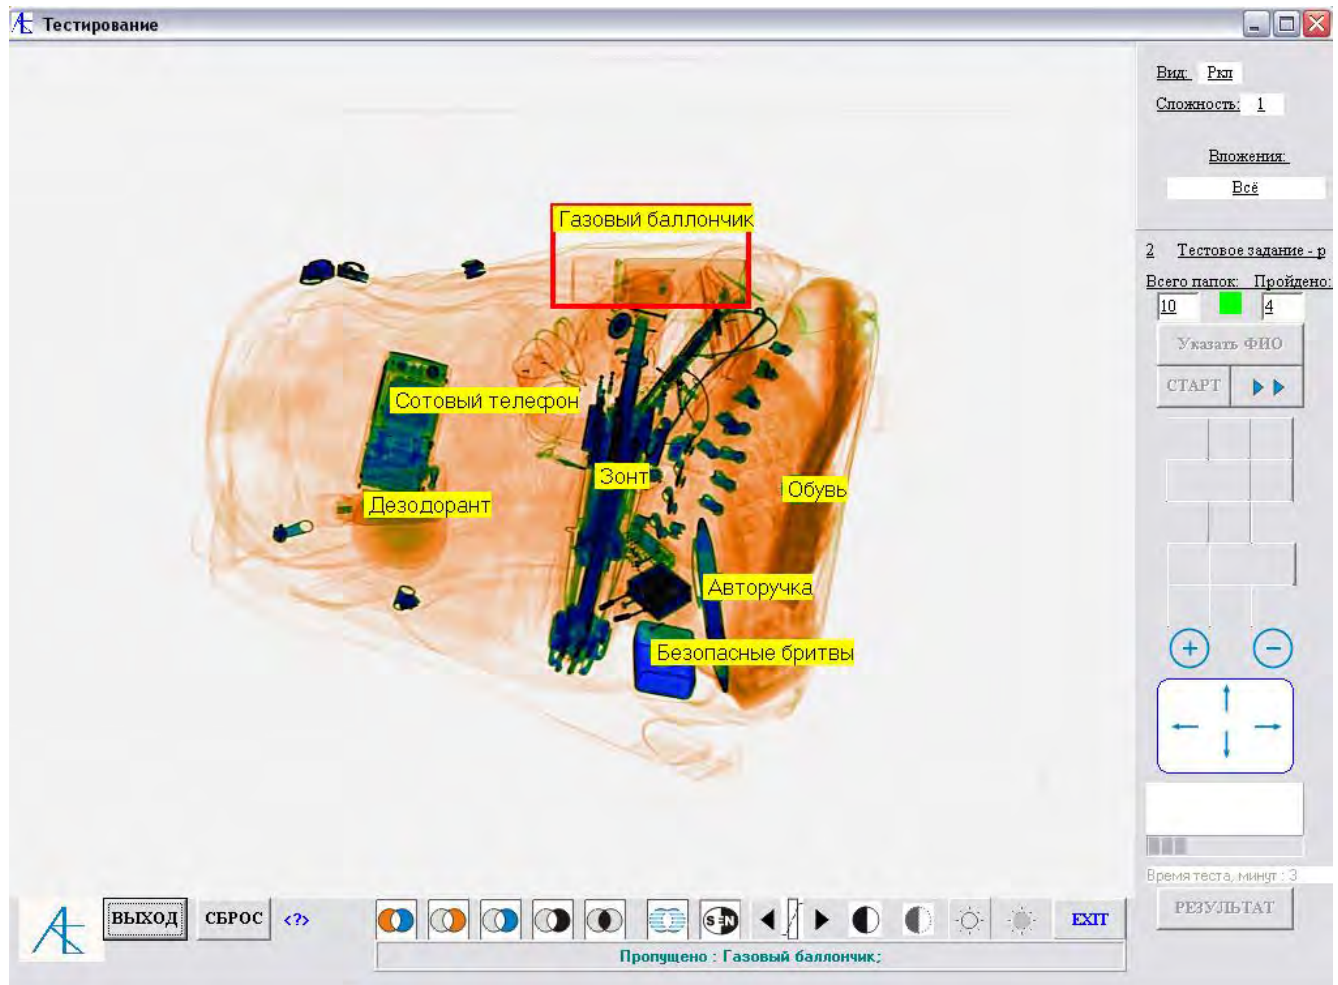 Тестирование
Вид: Ркл
Сложность: 1
Вложения:
Всё
2 Тестовое задание - р
Всего папок: Пройдено:
10 4
Указать ФИО
СТАРТ
Газовый баллончик
Сотовый телефон
Зонт
Обувь
Дезодорант
Авторучка
Безопасные бритвы
Время теста, минут : 3
РЕЗУЛЬТАТ
ВЫХОД СБРОС <?> SEN EXIT
Пропущено : Газовый баллончик;